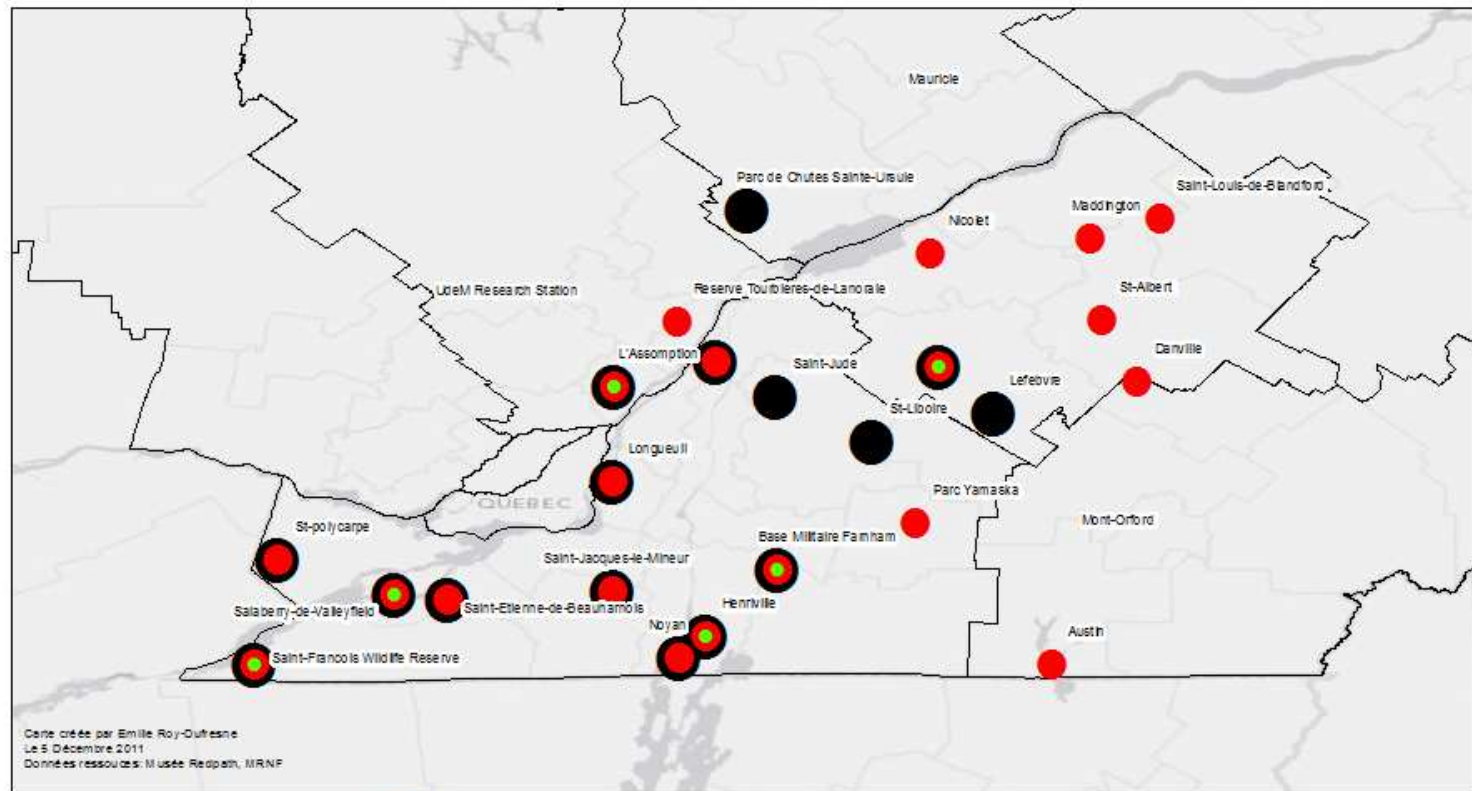 Mauricie
Parc de Chutes Sainte-Ursule
Saint-Louis-de-Blandford
Maddington
Nicolet
UdeM Research Station
Reserve Tourbieres-de-Lanoraie
St-Albert
L'Assomption
Saint-Jude
Danville
Lefebvre
St-Liboire
Longueuil
QUEBEC
Parc Yamaska
St-polycarpe
Base Militaire Farnham
Mont-Orford
Saint-Jacques-le-Mineur
Salaberry-de-Valleyfield
Saint-Etienne-de-Beauharnois
Henriville
Noyan
Austin
Saint-Francois Wildlife Reserve
Carte créée par Emilie Roy-Dufresne
Le 5 Décembre 2011
Données ressouces: Musée Redpath, MRNF